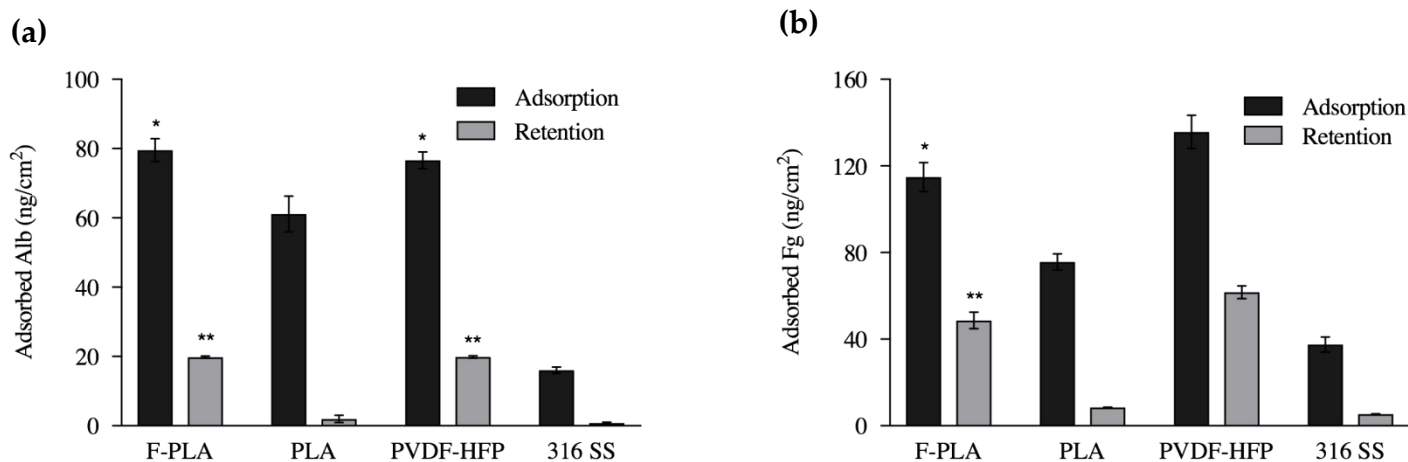 (a)
100
80
60
40
20
0
Adsorbed Alb (ng/cm²)
Adsorption
Retention
*
**
*
**
F-PLA PLA PVDF-HFP 316 SS
(b)
160
120
80
40
0
Adsorbed Fg (ng/cm²)
Adsorption
Retention
*
**
F-PLA PLA PVDF-HFP 316 SS